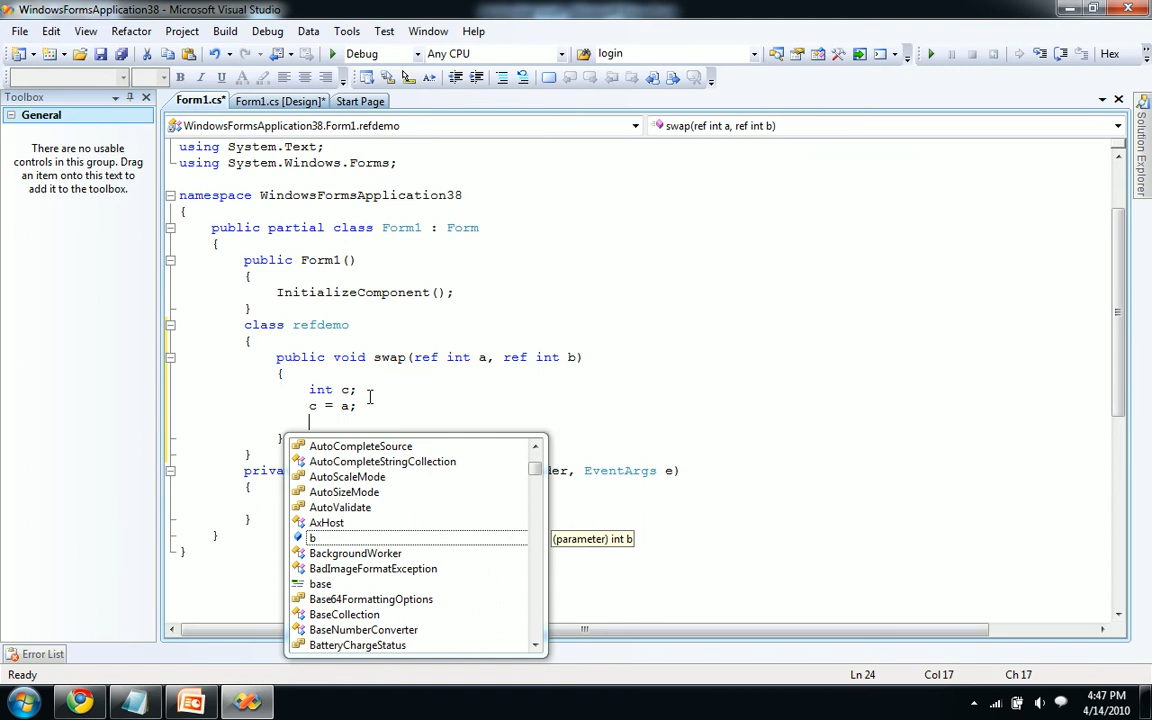 WindowsFormsApplication38 - Microsoft Visual Studio
File Edit View Refactor Project Build Debug Data Tools Test Window Help
Debug Any CPU login Hex
Toolbox
General
There are no usable
controls in this group. Drag
an item onto this text to
add it to the toolbox.
Form1.cs* Form1.cs [Design]* Start Page
WindowsFormsApplication38.Form1.refdemo swap(ref int a, ref int b)
using System.Text;
using System.Windows.Forms;
namespace WindowsFormsApplication38
{
public partial class Form1 : Form
{
public Form1()
{
InitializeComponent();
}
class refdemo
{
public void swap(ref int a, ref int b)
{
int c;
c = a;
}
}
der, EventArgs e)
{
}
}
}
AutoCompleteSource
AutoCompleteStringCollection
AutoScaleMode
AutoSizeMode
AutoValidate
AxHost
b
BackgroundWorker
BadImageFormatException
base
Base64FormattingOptions
BaseCollection
BaseNumberConverter
BatteryChargeStatus
(parameter) int b
Solution Explorer
Error List
Ready Ln 24 Col 17 Ch 17
4:47 PM
4/14/2010